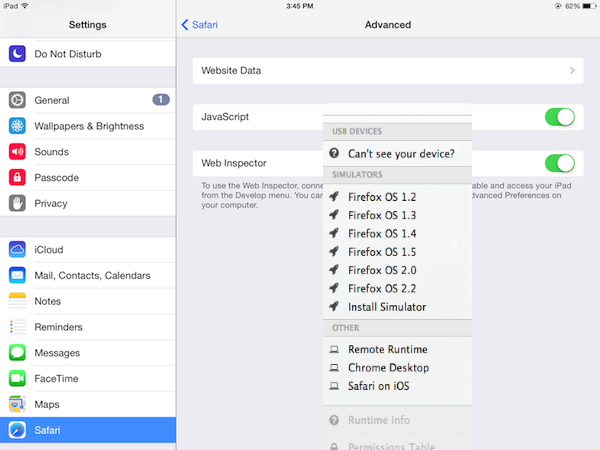 iPad
3:45 PM
62%
Settings
Safari
Advanced
Do Not Disturb
General
1
Wallpapers & Brightness
Sounds
Passcode
Privacy
iCloud
Mail, Contacts, Calendars
Notes
Reminders
Messages
FaceTime
Maps
Safari
Website Data
JavaScript
Web Inspector
To use the Web Inspector, conne
able and access your iPad
from the Develop menu. You can
dvanced Preferences on
your computer.
USB DEVICES
Can't see your device?
SIMULATORS
Firefox OS 1.2
Firefox OS 1.3
Firefox OS 1.4
Firefox OS 1.5
Firefox OS 2.0
Firefox OS 2.2
Install Simulator
OTHER
Remote Runtime
Chrome Desktop
Safari on iOS
Runtime Info
Permissions Table